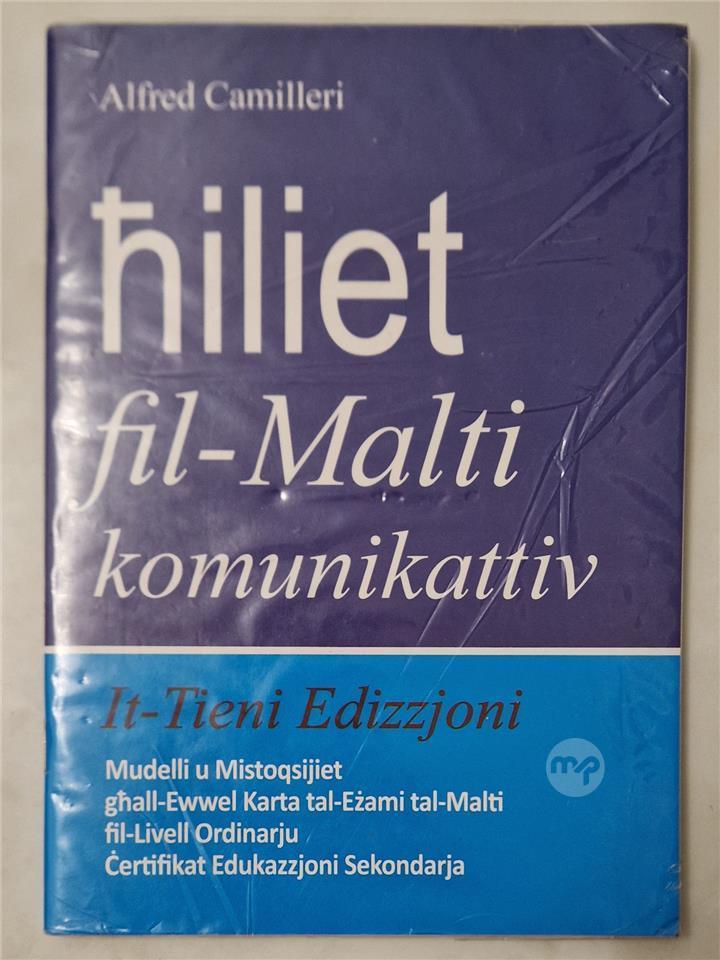 Alfred Camilleri
ħiliet
fil-Malti
komunikattiv
It-Tieni Edizzjoni
mp
Mudelli u Mistoqsijiet
għall-Ewwel Karta tal-Eżami tal-Malti
fil-Livell Ordinarju
Ċertifikat Edukazzjoni Sekondarja